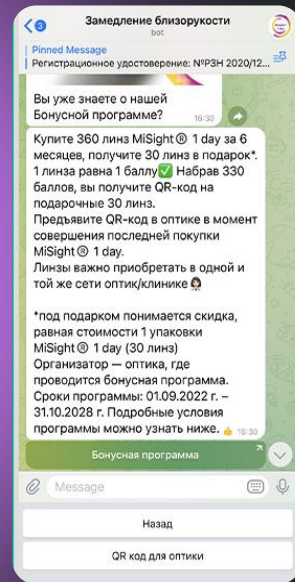 3
Замедление близорукости
bot
Pinned Message
Регистрационное удостоверение: №РЗН 2020/12...
Вы уже знаете о нашей
Бонусной программе?
16:30
Купите 360 линз MiSight® 1 day за 6
месяцев, получите 30 линз в подарок*.
1 линза равна 1 баллу✅ Набрав 330
баллов, вы получите QR-код на
подарочные 30 линз.
Предъявите QR-код в оптике в момент
совершения последней покупки
MiSight® 1 day.
Линзы важно приобретать в одной и
той же сети оптик/клинике
*под подарком понимается скидка,
равная стоимости 1 упаковки
MiSight® 1 day (30 линз)
Организатор — оптика, где
проводится бонусная программа.
Сроки программы: 01.09.2022 г. –
31.10.2028 г. Подробные условия
программы можно узнать ниже. 👍 16:30
Бонусная программа
Message
Назад
QR код для оптики